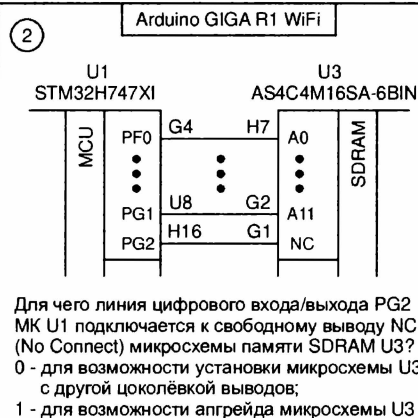 2
Arduino GIGA R1 WiFi
U1
U3
STM32H747XI
AS4C4M16SA-6BIN
MCU
PF0
G4
H7
A0
SDRAM
PG1
U8
G2
A11
PG2
H16
G1
NC
Для чего линия цифрового входа/выхода PG2
МК U1 подключается к свободному выводу NC
(No Connect) микросхемы памяти SDRAM U3?
0 - для возможности установки микросхемы U3
с другой цоколёвкой выводов;
1 - для возможности апгрейда микросхемы U3